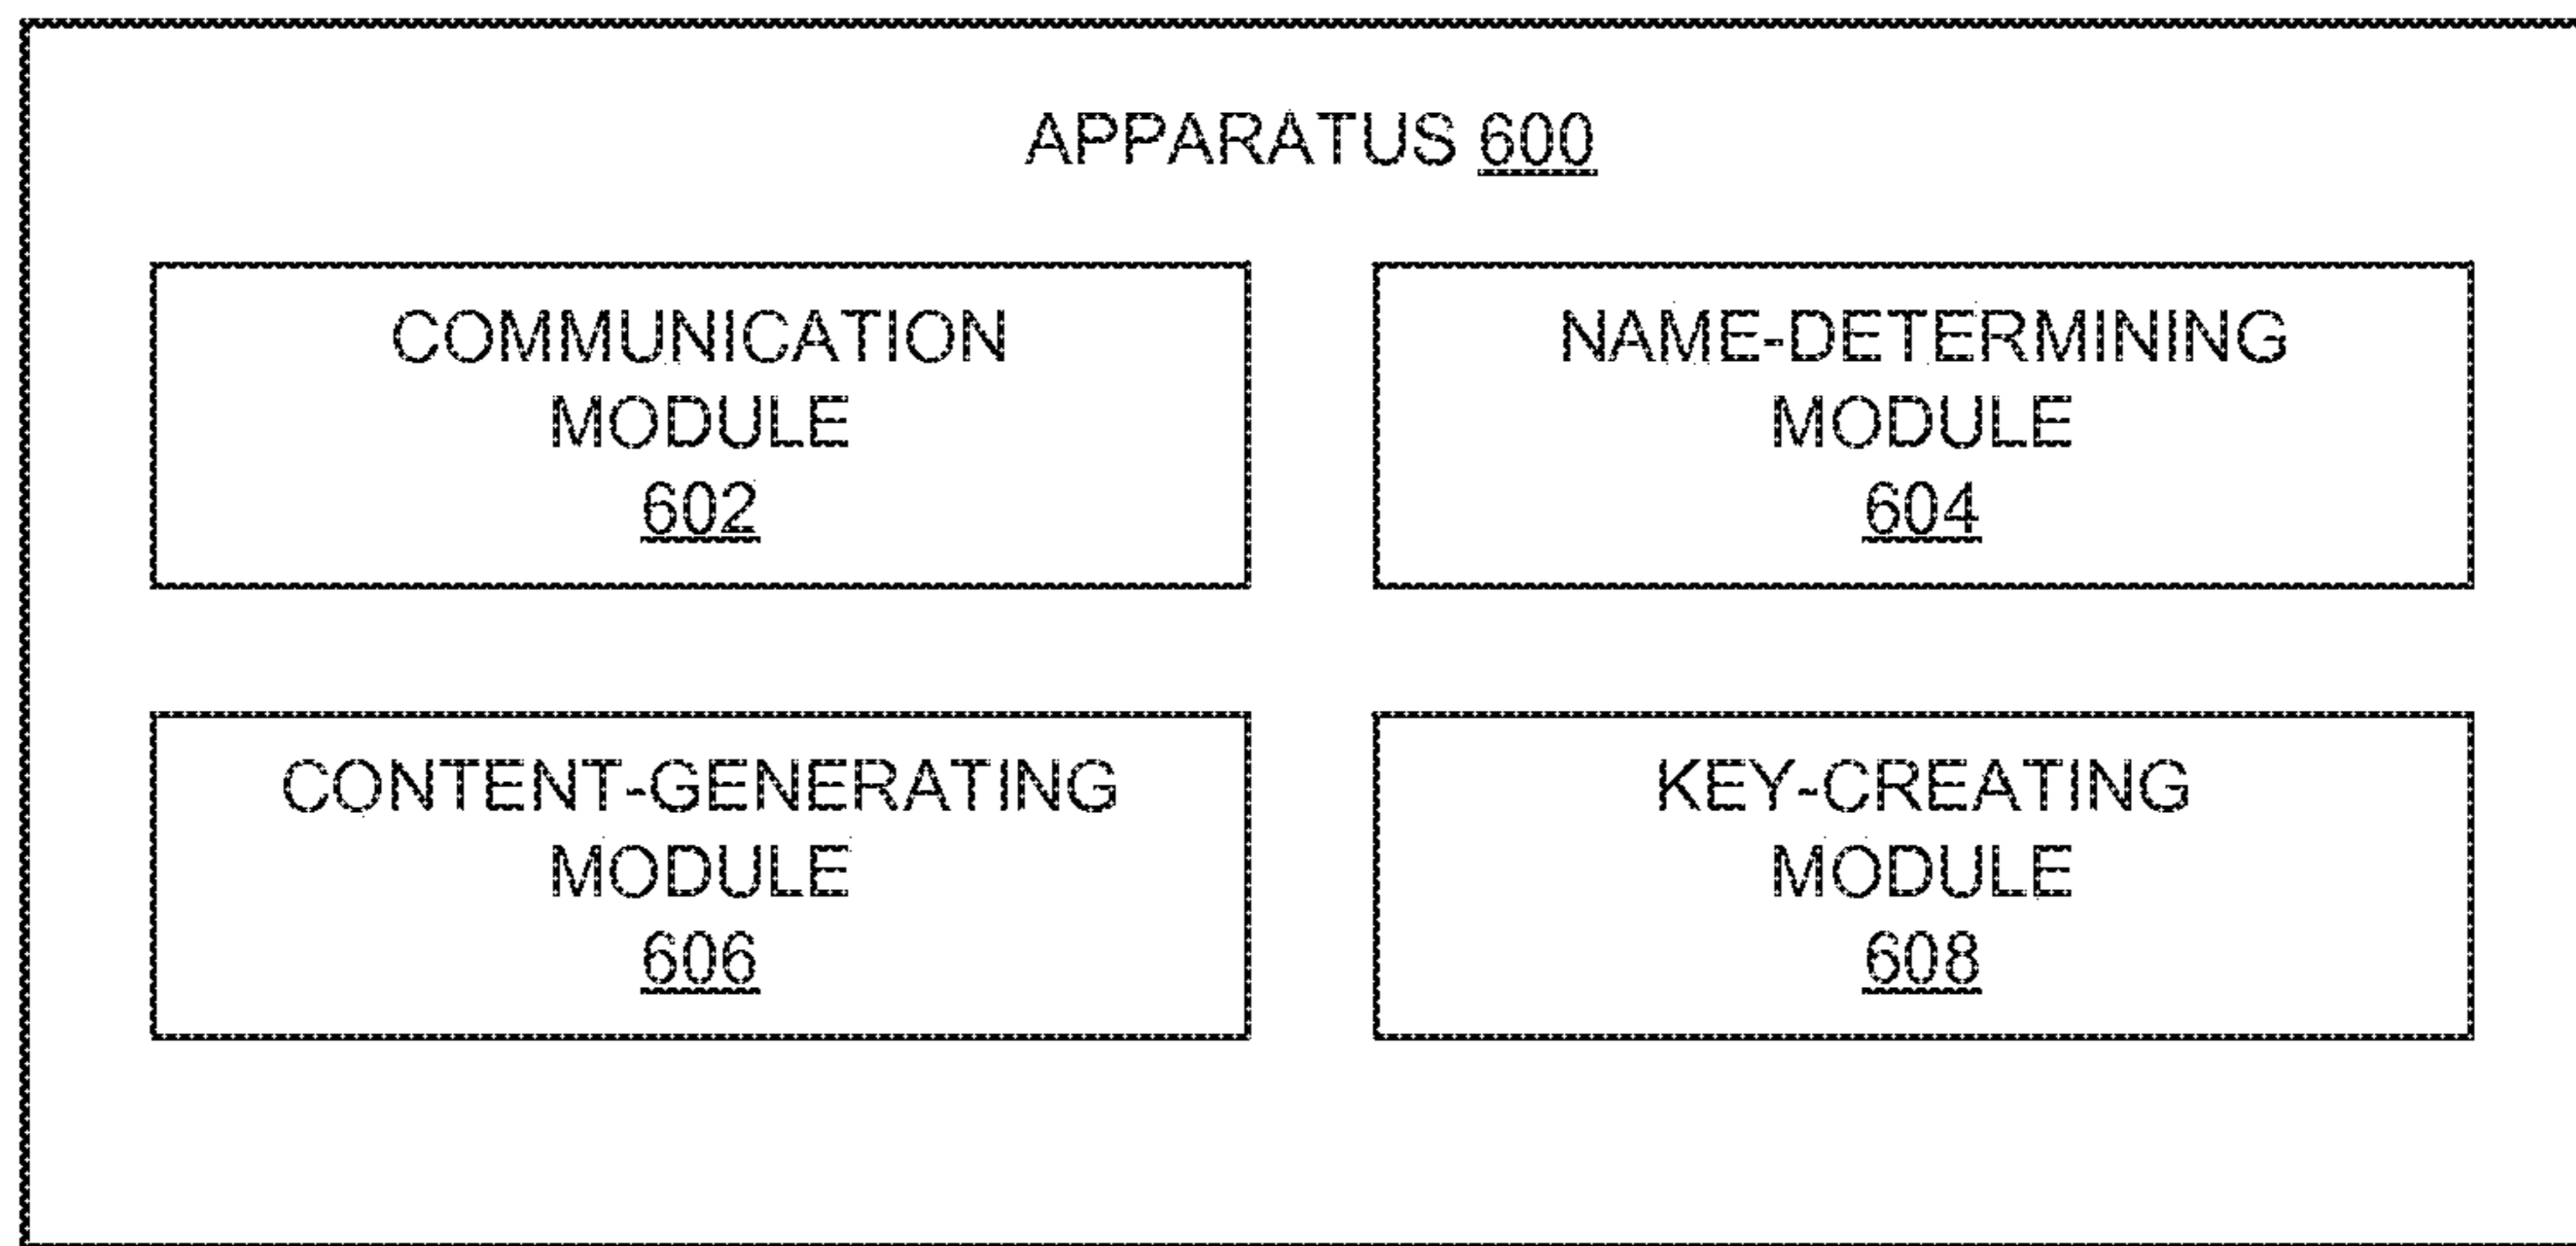 APPARATUS 600
COMMUNICATION
MODULE
602
NAME-DETERMINING
MODULE
604
CONTENT-GENERATING
MODULE
606
KEY-CREATING
MODULE
608